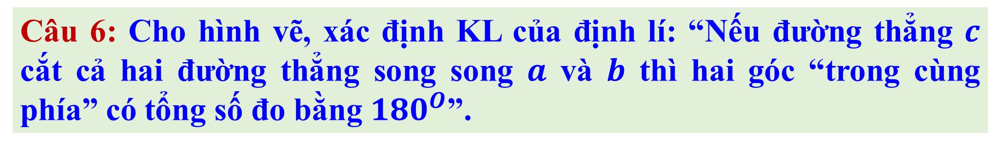 Câu 6: Cho hình vẽ, xác định KL của định lí: “Nếu đường thẳng c
cắt cả hai đường thẳng song song a và b thì hai góc “trong cùng
phía” có tổng số đo bằng 180^O”.